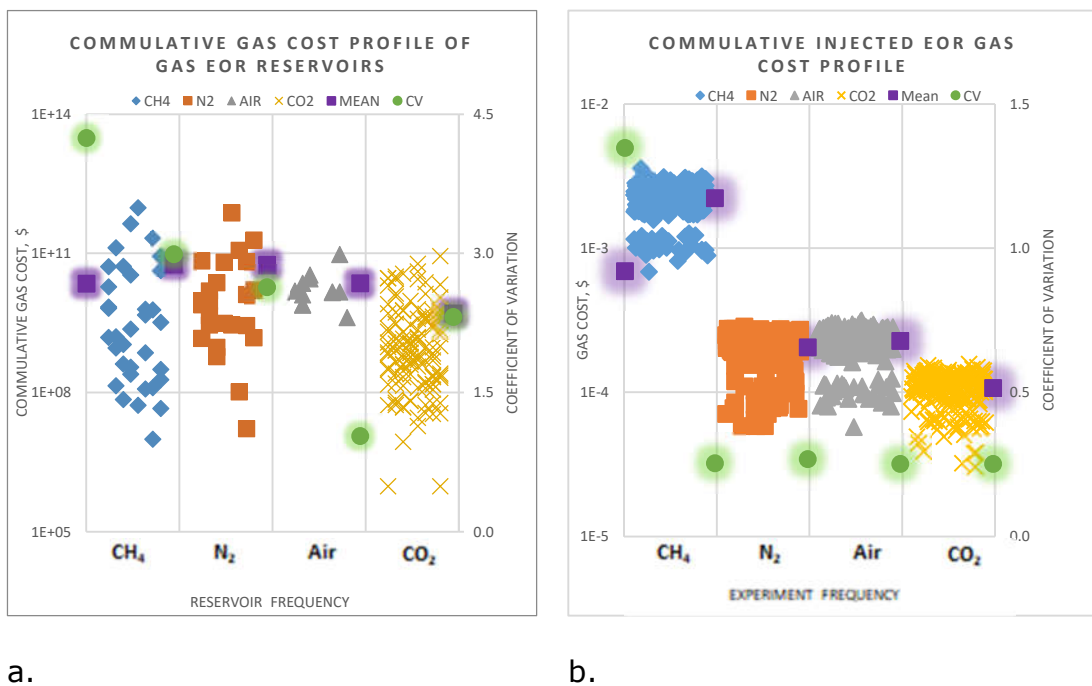 COMMULATIVE GAS COST PROFILE OF
GAS EOR RESERVOIRS
CH4 N2 AIR CO2 MEAN CV
1E+14
1E+11
1E+08
1E+05
4.5
3.0
1.5
0.0
COMMULATIVE GAS COST, $
COEFFICIENT OF VARIATION
CH₄ N₂ Air CO₂
RESERVOIR FREQUENCY
a.
COMMULATIVE INJECTED EOR GAS
COST PROFILE
CH4 N2 AIR CO2 Mean CV
1E-2
1E-3
1E-4
1E-5
1.5
1.0
0.5
0.0
GAS COST, $
COEFFICIENT OF VARIATION
CH₄ N₂ Air CO₂
EXPERIMENT FREQUENCY
b.